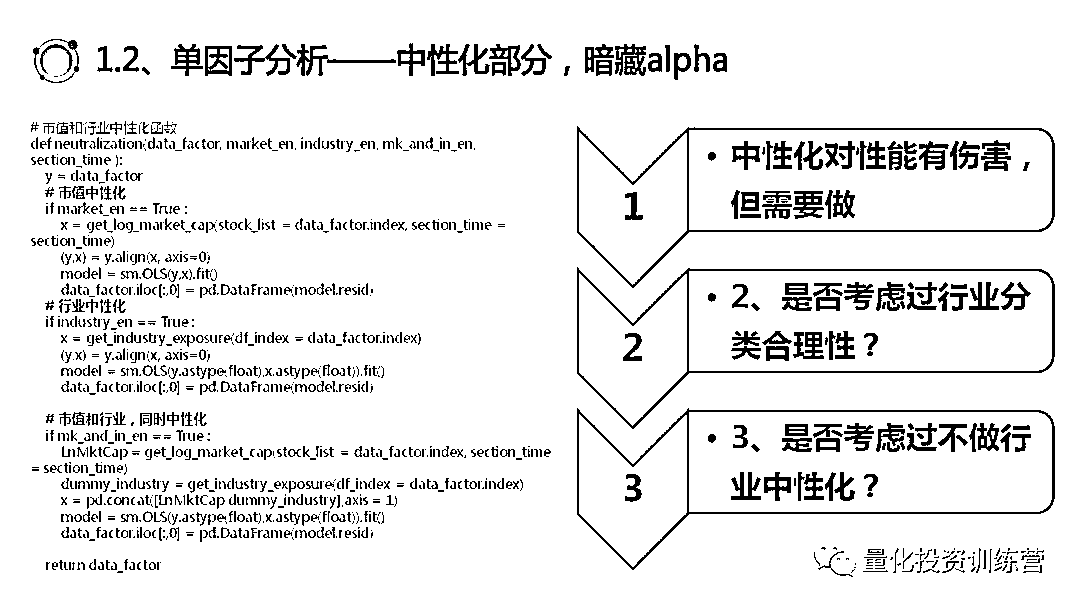 1.2、单因子分析——中性化部分，暗藏alpha
# 市值和行业中性化函数
def neutralization(data_factor, market_en, industry_en, mk_and_in_en,
section_time ):
y = data_factor
# 市值中性化
if market_en == True :
x = get_log_market_cap(stock_list = data_factor.index, section_time =
section_time)
(y,x) = y.align(x, axis=0)
model = sm.OLS(y,x).fit()
data_factor.iloc[:,0] = pd.DataFrame(model.resid)
# 行业中性化
if industry_en == True :
x = get_industry_exposure(df_index = data_factor.index)
(y,x) = y.align(x, axis=0)
model = sm.OLS(y.astype(float),x.astype(float)).fit()
data_factor.iloc[:,0] = pd.DataFrame(model.resid)
# 市值和行业，同时中性化
if mk_and_in_en == True :
LnMktCap = get_log_market_cap(stock_list = data_factor.index, section_time
= section_time)
dummy_industry = get_industry_exposure(df_index = data_factor.index)
x = pd.concat([LnMktCap,dummy_industry],axis = 1)
model = sm.OLS(y.astype(float),x.astype(float)).fit()
data_factor.iloc[:,0] = pd.DataFrame(model.resid)
return data_factor
1
• 中性化对性能有伤害，
但需要做
2
• 2、是否考虑过行业分
类合理性？
3
• 3、是否考虑过不做行
业中性化？
量化投资训练营